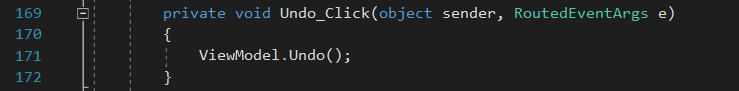 169 private void Undo_Click(object sender, RoutedEventArgs e)
170 {
171 ViewModel.Undo();
172 }